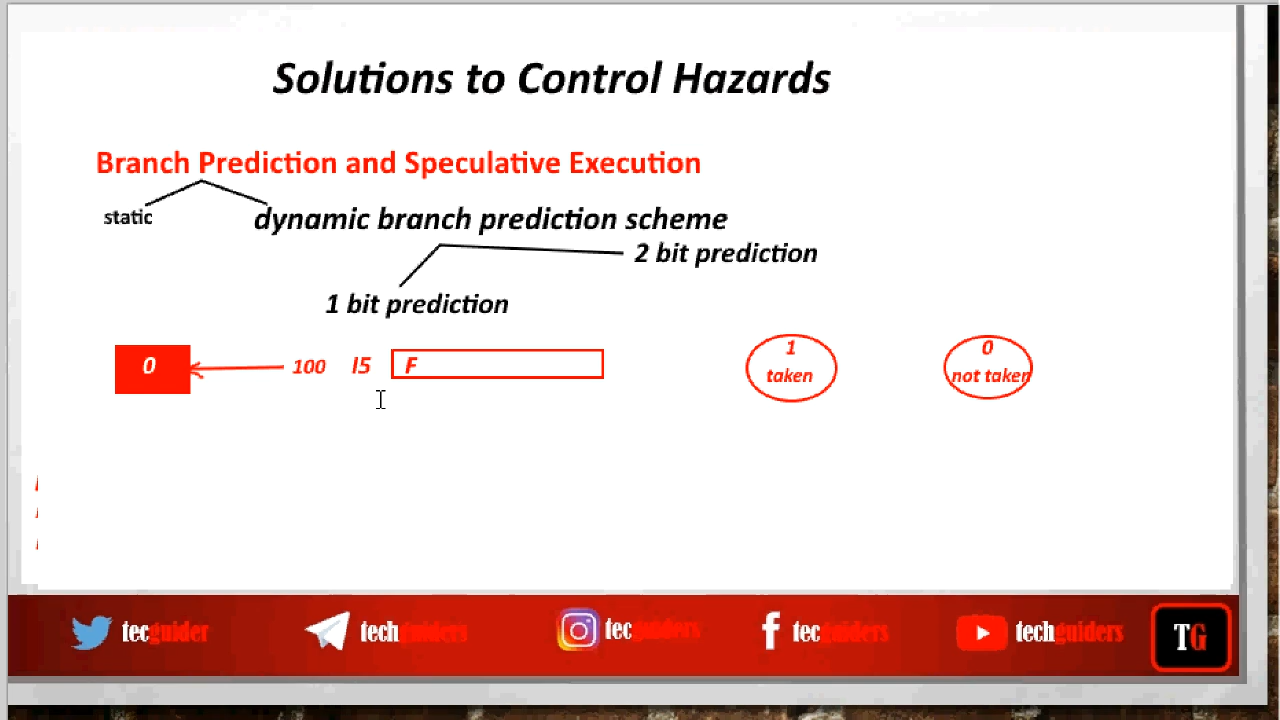 Solutions to Control Hazards
Branch Prediction and Speculative Execution
static
dynamic branch prediction scheme
2 bit prediction
1 bit prediction
0
100 I5 F
1
taken
0
not taken
tecguider
techguiders
tecguiders
tecguiders
techguiders
TG